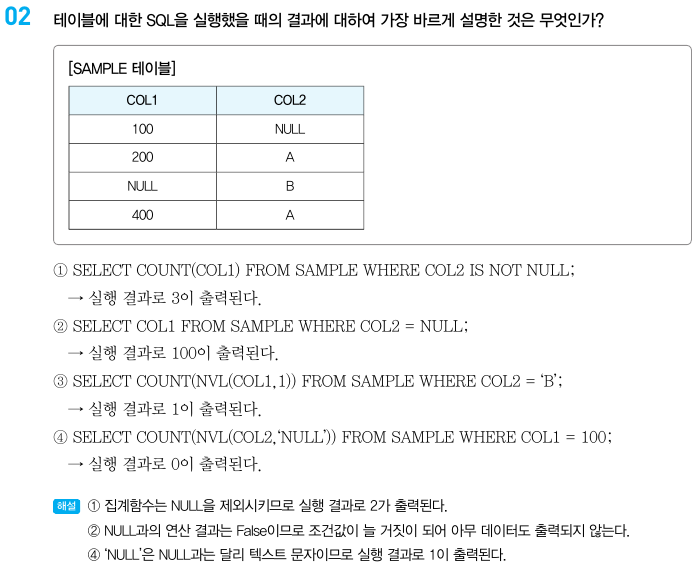 02 테이블에 대한 SQL을 실행했을 때의 결과에 대하여 가장 바르게 설명한 것은 무엇인가?
[SAMPLE 테이블]
COL1 COL2
100 NULL
200 A
NULL B
400 A
① SELECT COUNT(COL1) FROM SAMPLE WHERE COL2 IS NOT NULL;
→ 실행 결과로 3이 출력된다.
② SELECT COL1 FROM SAMPLE WHERE COL2 = NULL;
→ 실행 결과로 100이 출력된다.
③ SELECT COUNT(NVL(COL1,1)) FROM SAMPLE WHERE COL2 = ‘B’;
→ 실행 결과로 1이 출력된다.
④ SELECT COUNT(NVL(COL2,‘NULL’)) FROM SAMPLE WHERE COL1 = 100;
→ 실행 결과로 0이 출력된다.
해설 ① 집계함수는 NULL을 제외시키므로 실행 결과로 2가 출력된다.
② NULL과의 연산 결과는 False이므로 조건값이 늘 거짓이 되어 아무 데이터도 출력되지 않는다.
④ ‘NULL’은 NULL과는 달리 텍스트 문자이므로 실행 결과로 1이 출력된다.